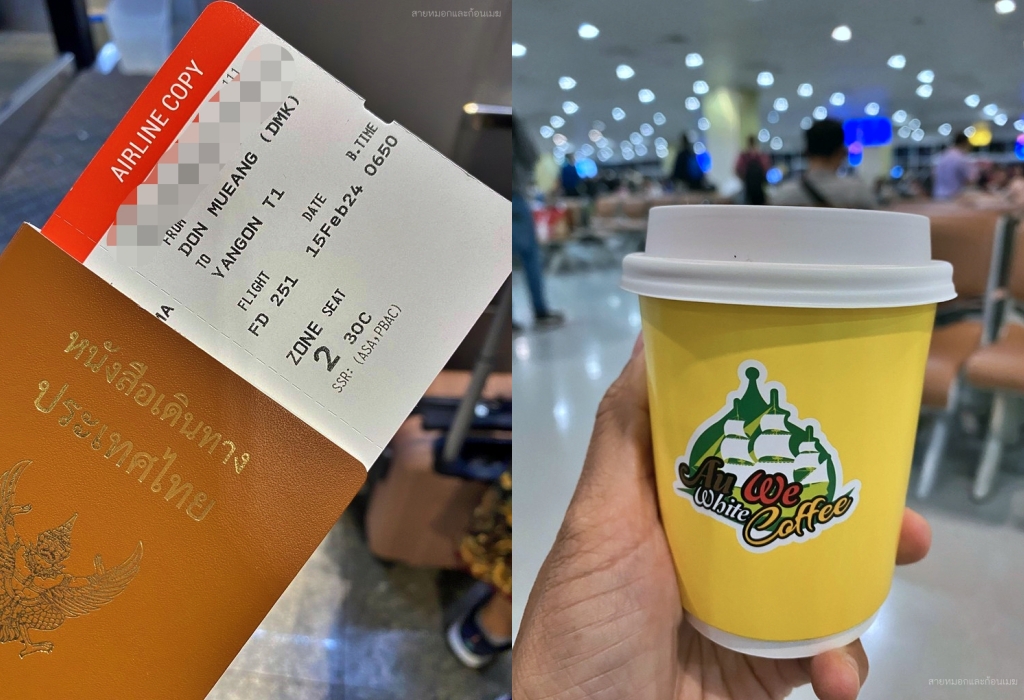 สายหมอกและก้อนเมฆ
AIRLINE COPY
111
FROM
DON MUEANG (DMK)
TO
YANGON T1
FLIGHT DATE B.TIME
FD 251 15Feb24 0650
ZONE SEAT
2 30C
SSR: (ASA,PBAC)
หนังสือเดินทาง
ประเทศไทย
Au We
White Coffee
สายหมอกและก้อนเมฆ